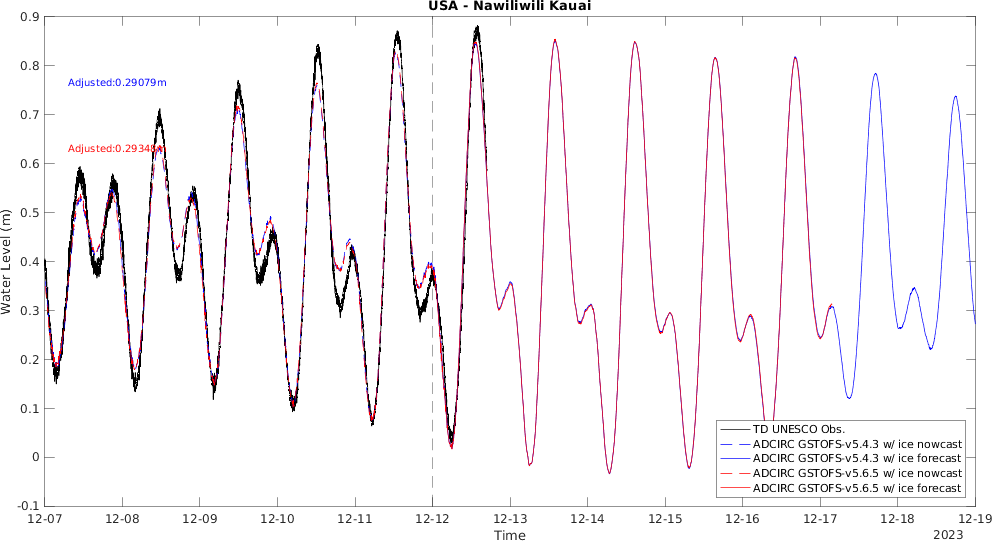 USA - Nawiliwili Kauai
0.9
0.8
0.7
0.6
0.5
0.4
0.3
0.2
0.1
0
-0.1
Water Level (m)
Adjusted:0.29079m
Adjusted:0.29348m
TD UNESCO Obs.
ADCIRC GSTOFS-v5.4.3 w/ ice nowcast
ADCIRC GSTOFS-v5.4.3 w/ ice forecast
ADCIRC GSTOFS-v5.6.5 w/ ice nowcast
ADCIRC GSTOFS-v5.6.5 w/ ice forecast
12-07 12-08 12-09 12-10 12-11 12-12 12-13 12-14 12-15 12-16 12-17 12-18 12-19
Time
2023